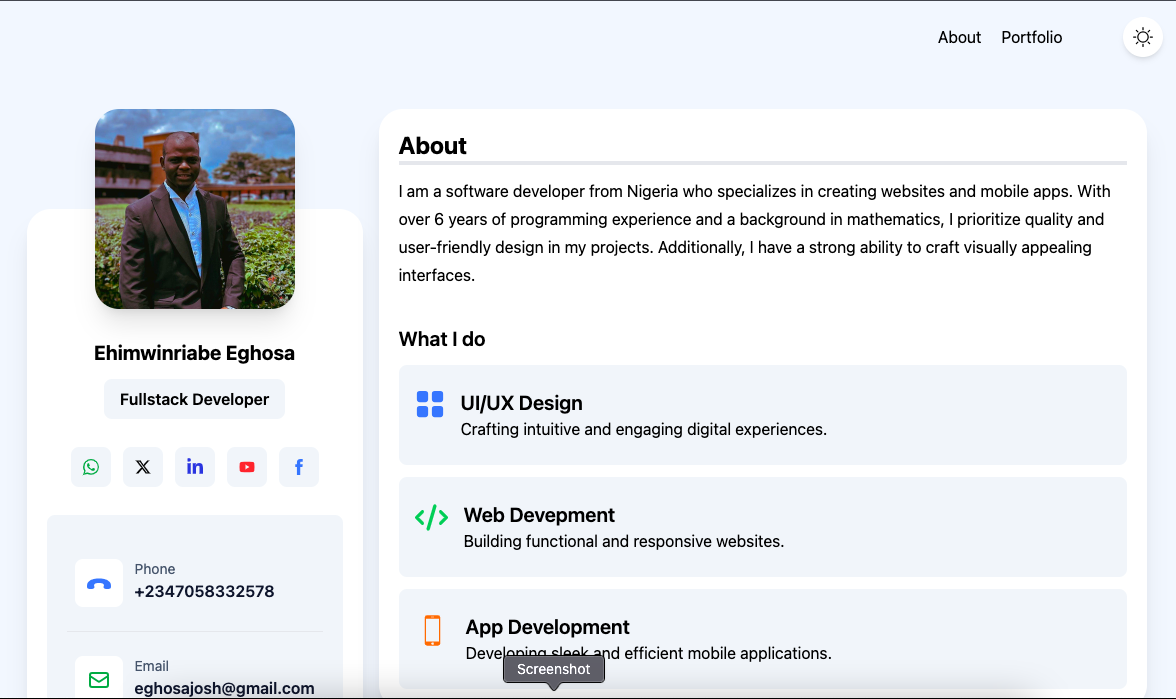 About Portfolio
About
I am a software developer from Nigeria who specializes in creating websites and mobile apps. With
over 6 years of programming experience and a background in mathematics, I prioritize quality and
user-friendly design in my projects. Additionally, I have a strong ability to craft visually appealing
interfaces.
Ehimwinriabe Eghosa
Fullstack Developer
Phone
+2347058332578
Email
eghosajosh@gmail.com
What I do
UI/UX Design
Crafting intuitive and engaging digital experiences.
Web Devepment
Building functional and responsive websites.
App Development
Developing sleek and efficient mobile applications.
Screenshot